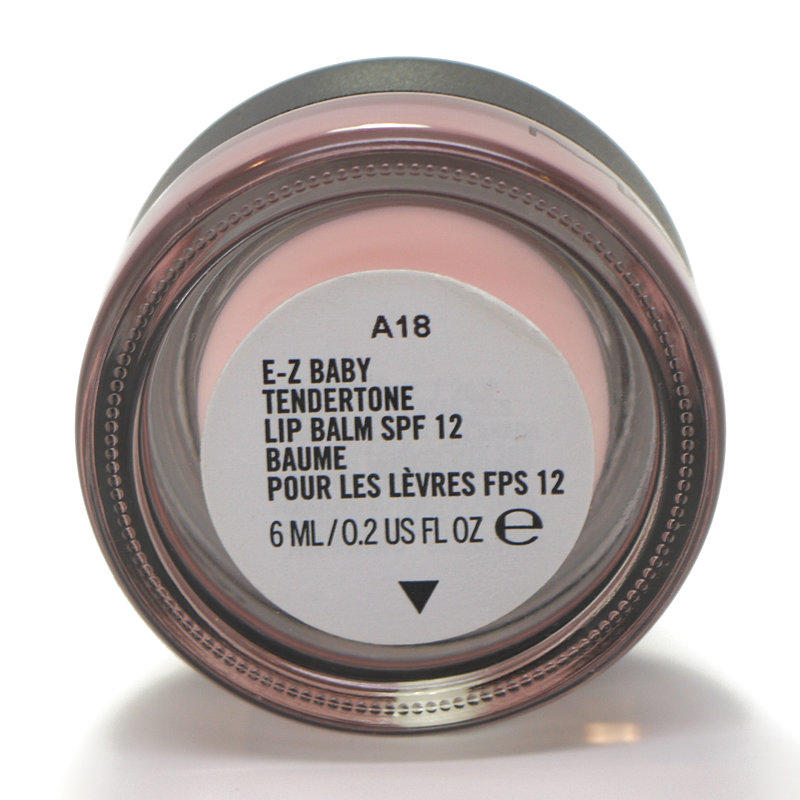 A18
E-Z BABY
TENDERTONE
LIP BALM SPF 12
BAUME
POUR LES LÈVRES FPS 12
6 ML/0.2 US FL OZ ℮